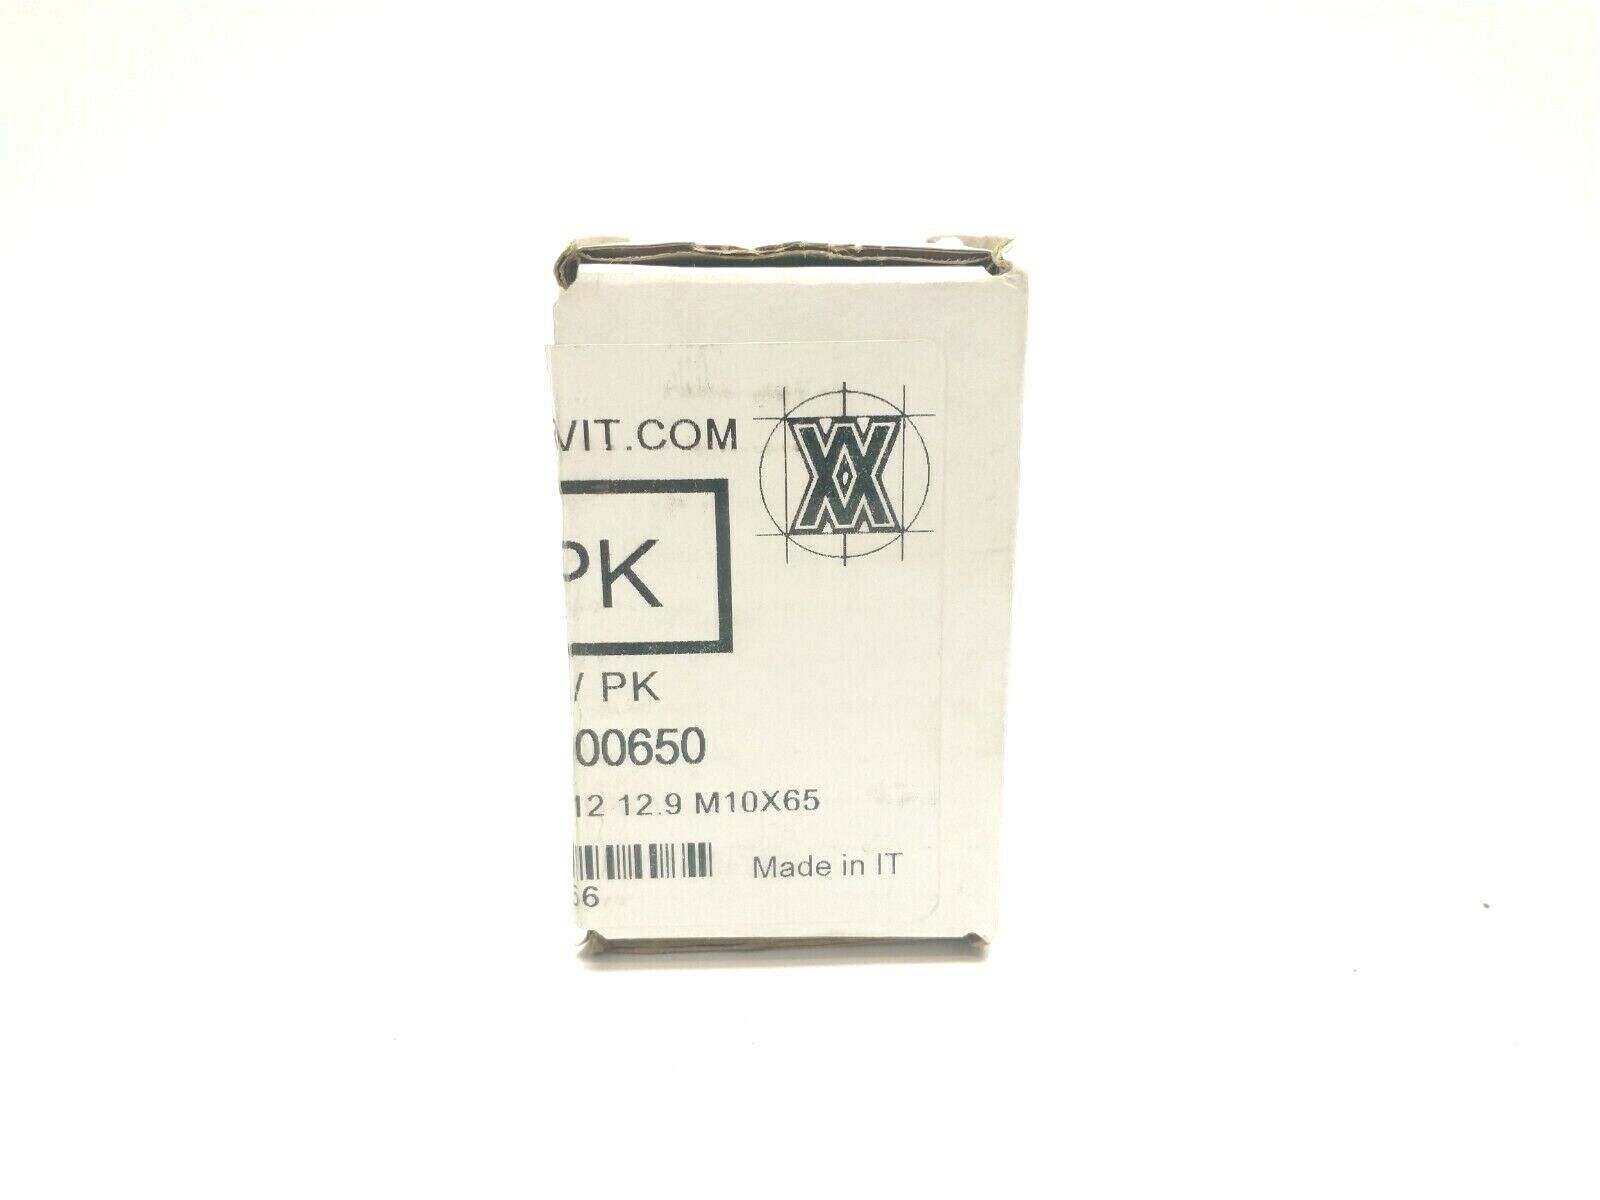 VIT.COM
PK
/ PK
00650
12 12.9 M10X65
Made in IT
66